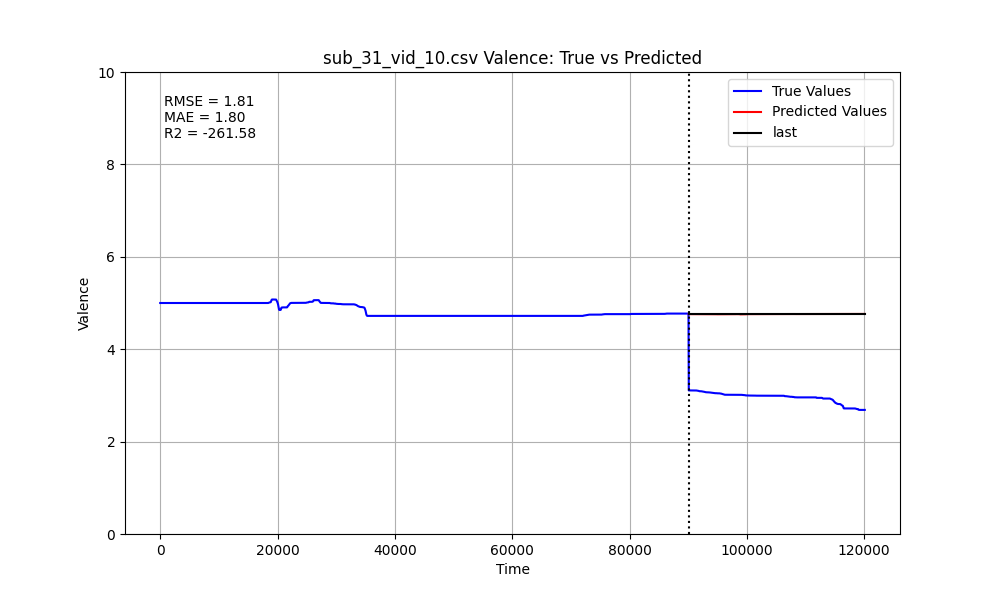 sub_31_vid_10.csv Valence: True vs Predicted
RMSE = 1.81
MAE = 1.80
R2 = -261.58
True Values
Predicted Values
last
Valence
10
8
6
4
2
0
0
20000
40000
60000
80000
100000
120000
Time